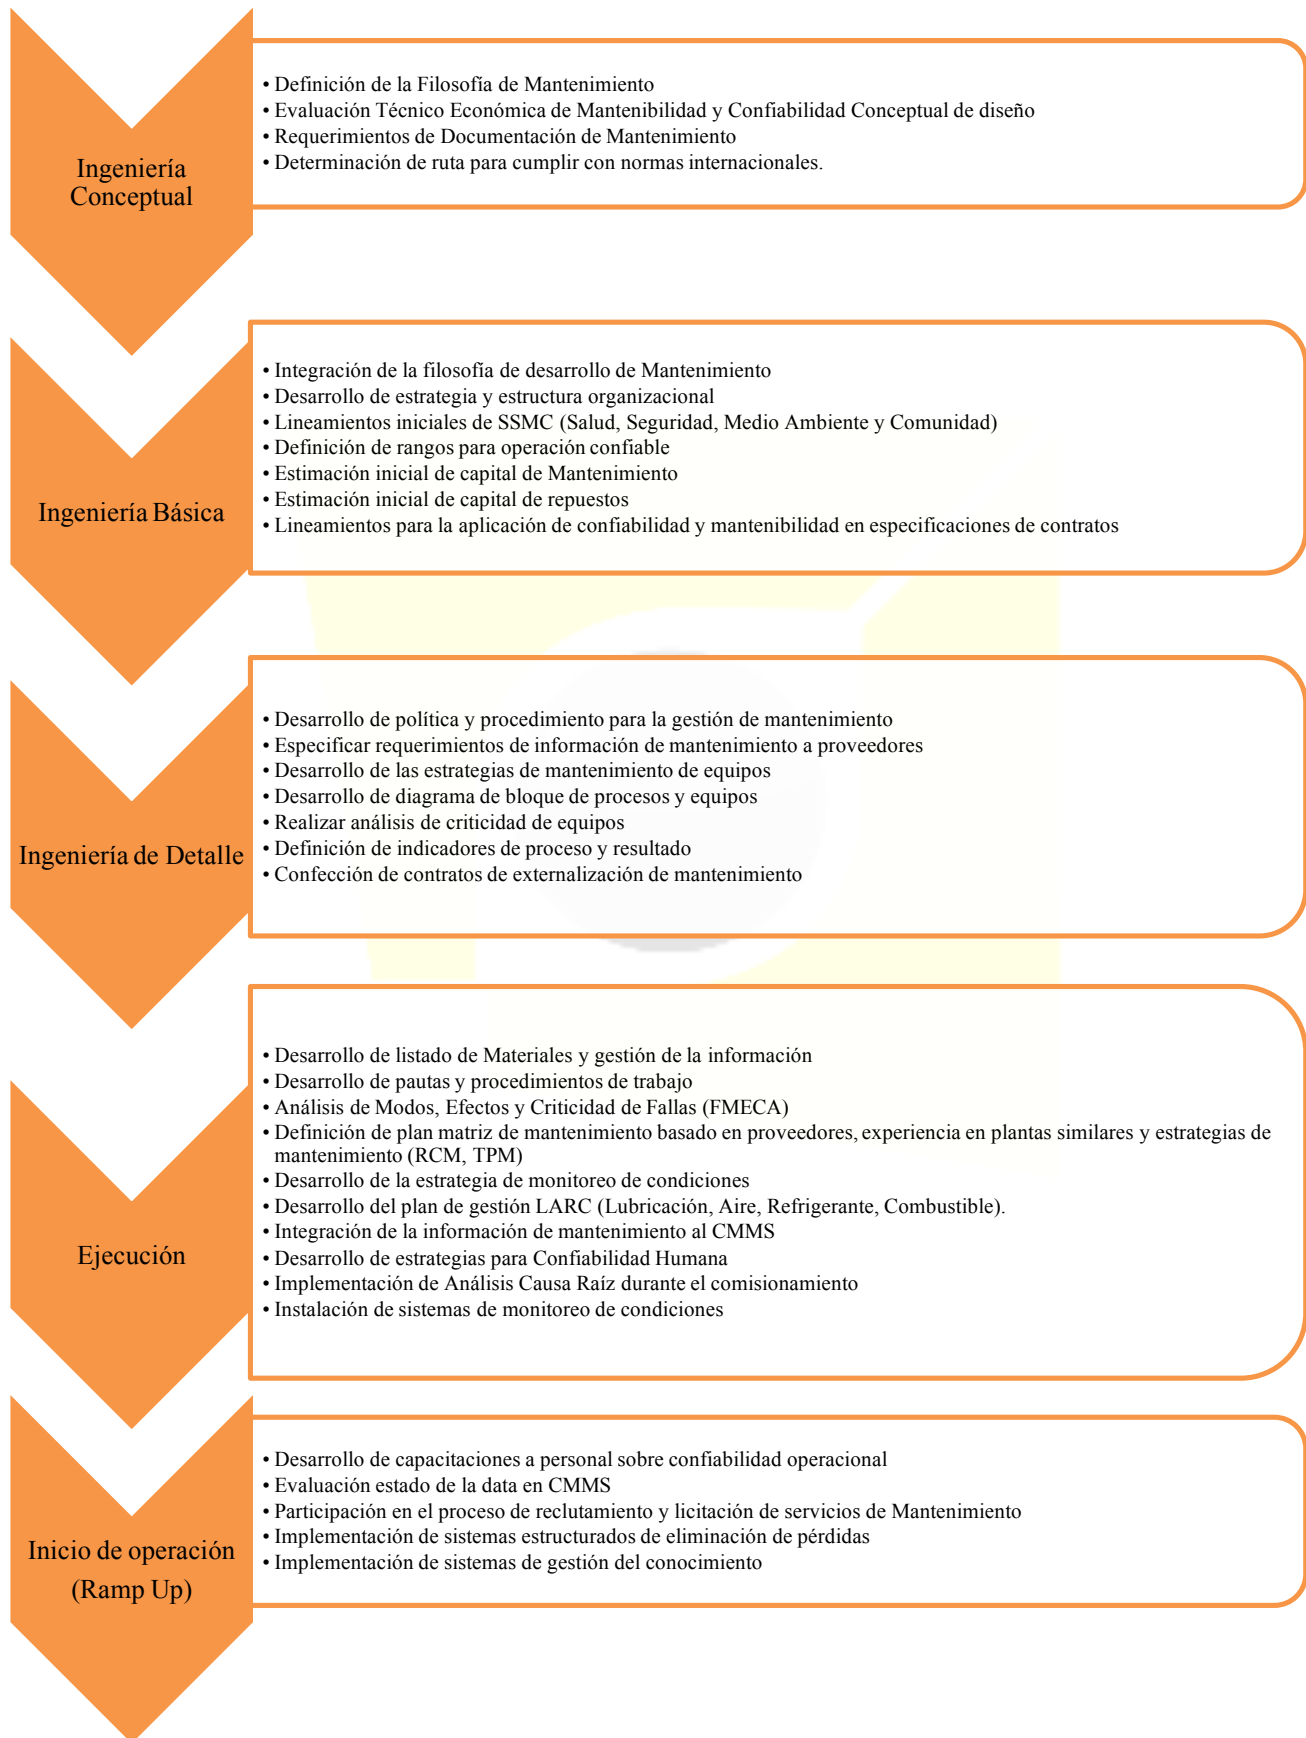 Ingeniería
Conceptual
• Definición de la Filosofía de Mantenimiento
• Evaluación Técnico Económica de Mantenibilidad y Confiabilidad Conceptual de diseño
• Requerimientos de Documentación de Mantenimiento
• Determinación de ruta para cumplir con normas internacionales.
Ingeniería Básica
• Integración de la filosofía de desarrollo de Mantenimiento
• Desarrollo de estrategia y estructura organizacional
• Lineamientos iniciales de SSMC (Salud, Seguridad, Medio Ambiente y Comunidad)
• Definición de rangos para operación confiable
• Estimación inicial de capital de Mantenimiento
• Estimación inicial de capital de repuestos
• Lineamientos para la aplicación de confiabilidad y mantenibilidad en especificaciones de contratos
Ingeniería de Detalle
• Desarrollo de política y procedimiento para la gestión de mantenimiento
• Especificar requerimientos de información de mantenimiento a proveedores
• Desarrollo de las estrategias de mantenimiento de equipos
• Desarrollo de diagrama de bloque de procesos y equipos
• Realizar análisis de criticidad de equipos
• Definición de indicadores de proceso y resultado
• Confección de contratos de externalización de mantenimiento
Ejecución
• Desarrollo de listado de Materiales y gestión de la información
• Desarrollo de pautas y procedimientos de trabajo
• Análisis de Modos, Efectos y Criticidad de Fallas (FMECA)
• Definición de plan matriz de mantenimiento basado en proveedores, experiencia en plantas similares y estrategias de
mantenimiento (RCM, TPM)
• Desarrollo de la estrategia de monitoreo de condiciones
• Desarrollo del plan de gestión LARC (Lubricación, Aire, Refrigerante, Combustible).
• Integración de la información de mantenimiento al CMMS
• Desarrollo de estrategias para Confiabilidad Humana
• Implementación de Análisis Causa Raíz durante el comisionamiento
• Instalación de sistemas de monitoreo de condiciones
Inicio de operación
(Ramp Up)
• Desarrollo de capacitaciones a personal sobre confiabilidad operacional
• Evaluación estado de la data en CMMS
• Participación en el proceso de reclutamiento y licitación de servicios de Mantenimiento
• Implementación de sistemas estructurados de eliminación de pérdidas
• Implementación de sistemas de gestión del conocimiento